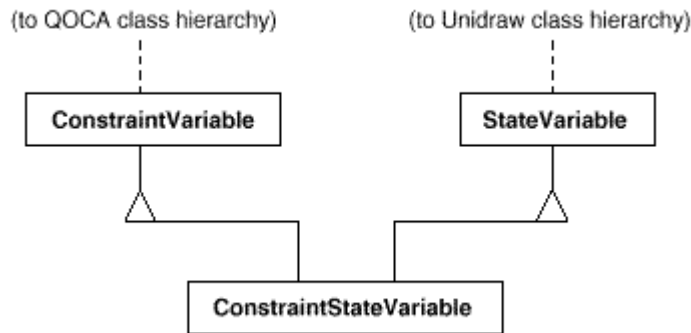 (to QOCA class hierarchy)
(to Unidraw class hierarchy)
ConstraintVariable
StateVariable
ConstraintStateVariable